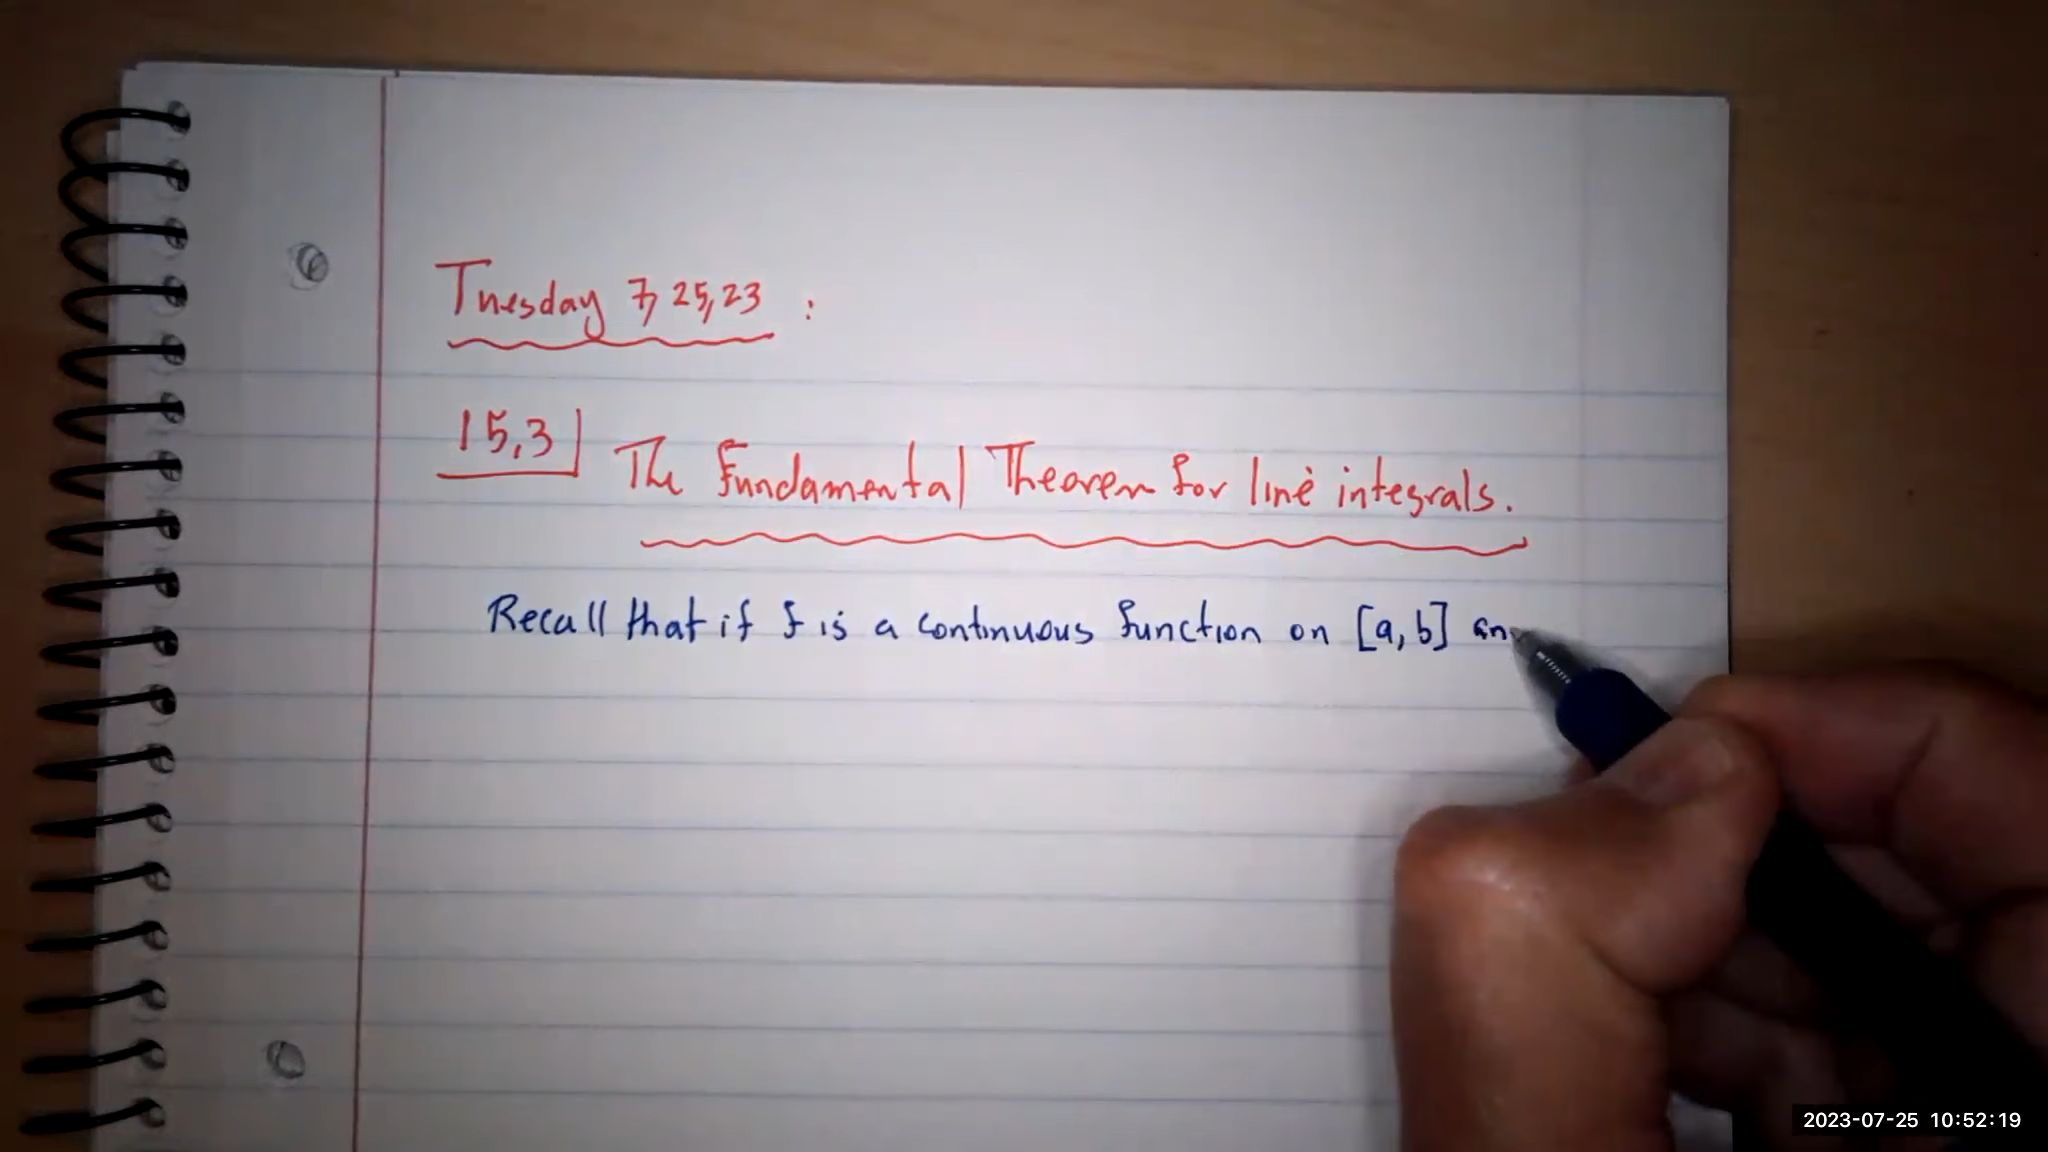 Tuesday 7, 25, 23 :
15,3 The Fundamental Theorem for line integrals.
Recall that if f is a continuous function on [a, b] an
2023-07-25 10:52:19